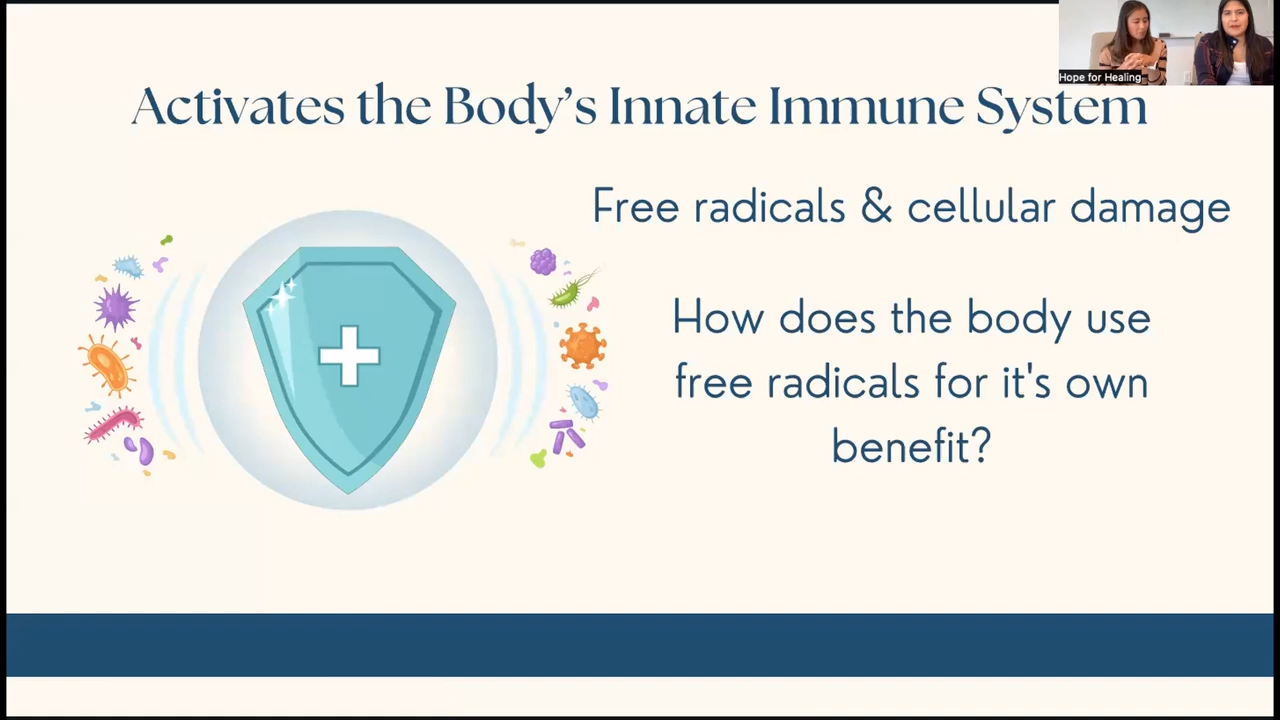 Hope for Healing
Activates the Body’s Innate Immune System
Free radicals & cellular damage
How does the body use
free radicals for it's own
benefit?